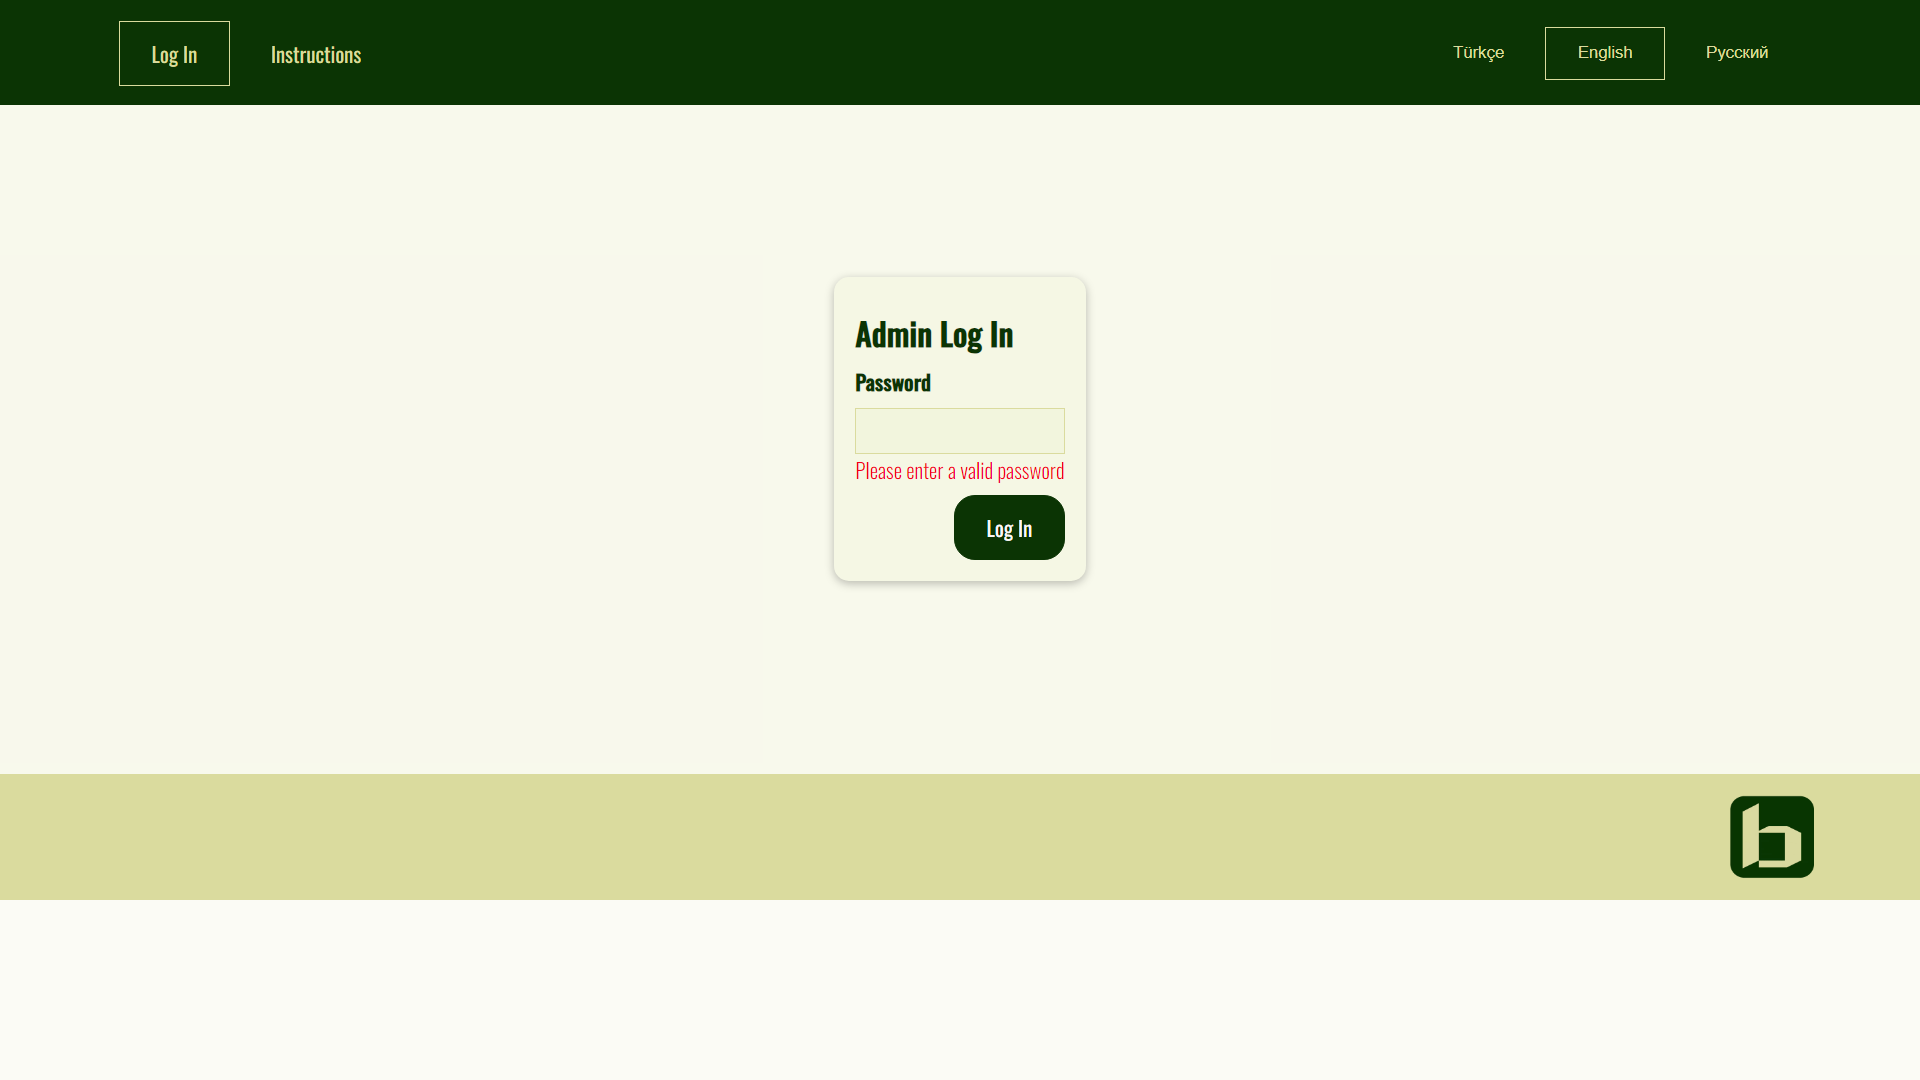 Log In
Instructions
Türkçe
English
Русский
Admin Log In
Password
Please enter a valid password
Log In
b